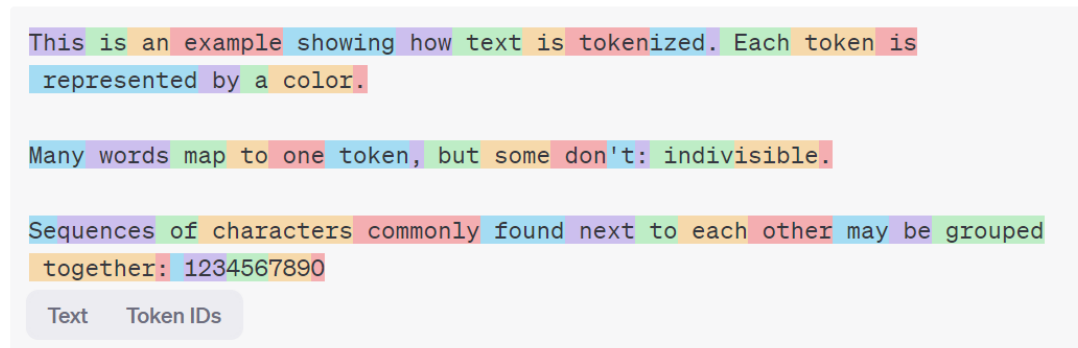 This is an example showing how text is tokenized. Each token is
represented by a color.
Many words map to one token, but some don't: indivisible.
Sequences of characters commonly found next to each other may be grouped
together: 1234567890
Text Token IDs